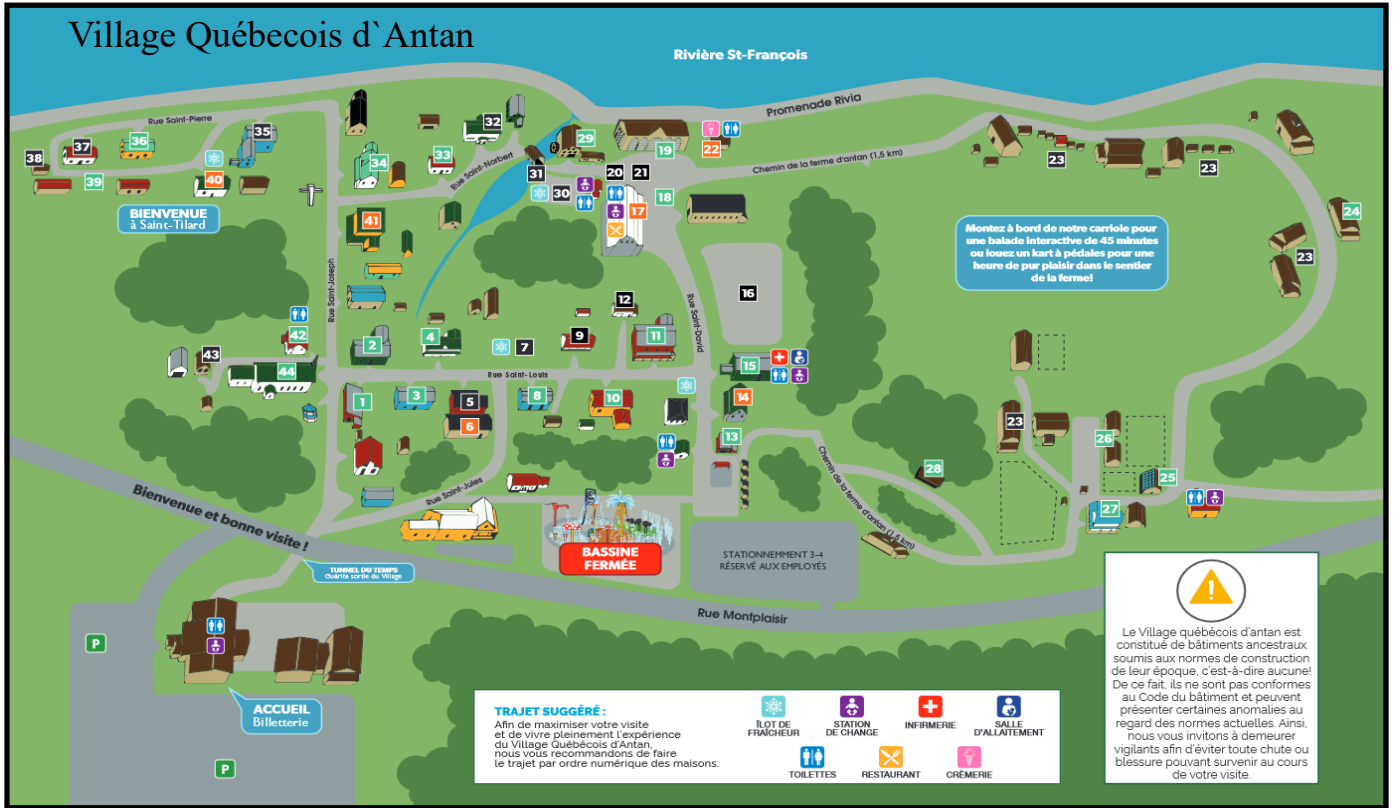 Village Québecois d`Antan
Rivière St-François
Promenade Rivia
Rue Saint-Pierre
38
37
36
35
39
40
34
33
32
Rue Saint-Norbert
31
30
29
19
22
20
21
17
18
Chemin de la ferme d'antan (1,5 km)
23
23
24
23
BIENVENUE
à Saint-Tilard
41
Rue Saint-Joseph
Montez à bord de notre carriole pour
une balade interactive de 45 minutes
ou louez un kart à pédales pour une
heure de pur plaisir dans le sentier
de la ferme!
16
12
Rue Saint-David
42
43
44
2
4
7
9
11
15
Rue Saint-Louis
1
3
5
6
8
10
14
13
23
26
25
27
28
Chemin de la ferme d'antan (1,5 km)
Rue Saint-Jules
Bienvenue et bonne visite !
BASSINE
FERMÉE
STATIONNEMMENT 3-4
RÉSERVÉ AUX EMPLOYÉS
TUNNEL DU TEMPS
Guérite sortie du Village
Rue Montplaisir
P
ACCUEIL
Billetterie
P
TRAJET SUGGÉRÉ :
Afin de maximiser votre visite
et de vivre pleinement l'expérience
du Village Québécois d'Antan,
nous vous recommandons de faire
le trajet par ordre numérique des maisons.
ÎLOT DE
FRAÎCHEUR
STATION
DE CHANGE
INFIRMERIE
SALLE
D'ALLAITEMENT
TOILETTES
RESTAURANT
CRÈMERIE
Le Village québécois d'antan est
constitué de bâtiments ancestraux
soumis aux normes de construction
de leur époque, c'est-à-dire aucune!
De ce fait, ils ne sont pas conformes
au Code du bâtiment et peuvent
présenter certaines anomalies au
regard des normes actuelles. Ainsi,
nous vous invitons à demeurer
vigilants afin d'éviter toute chute ou
blessure pouvant survenir au cours
de votre visite.